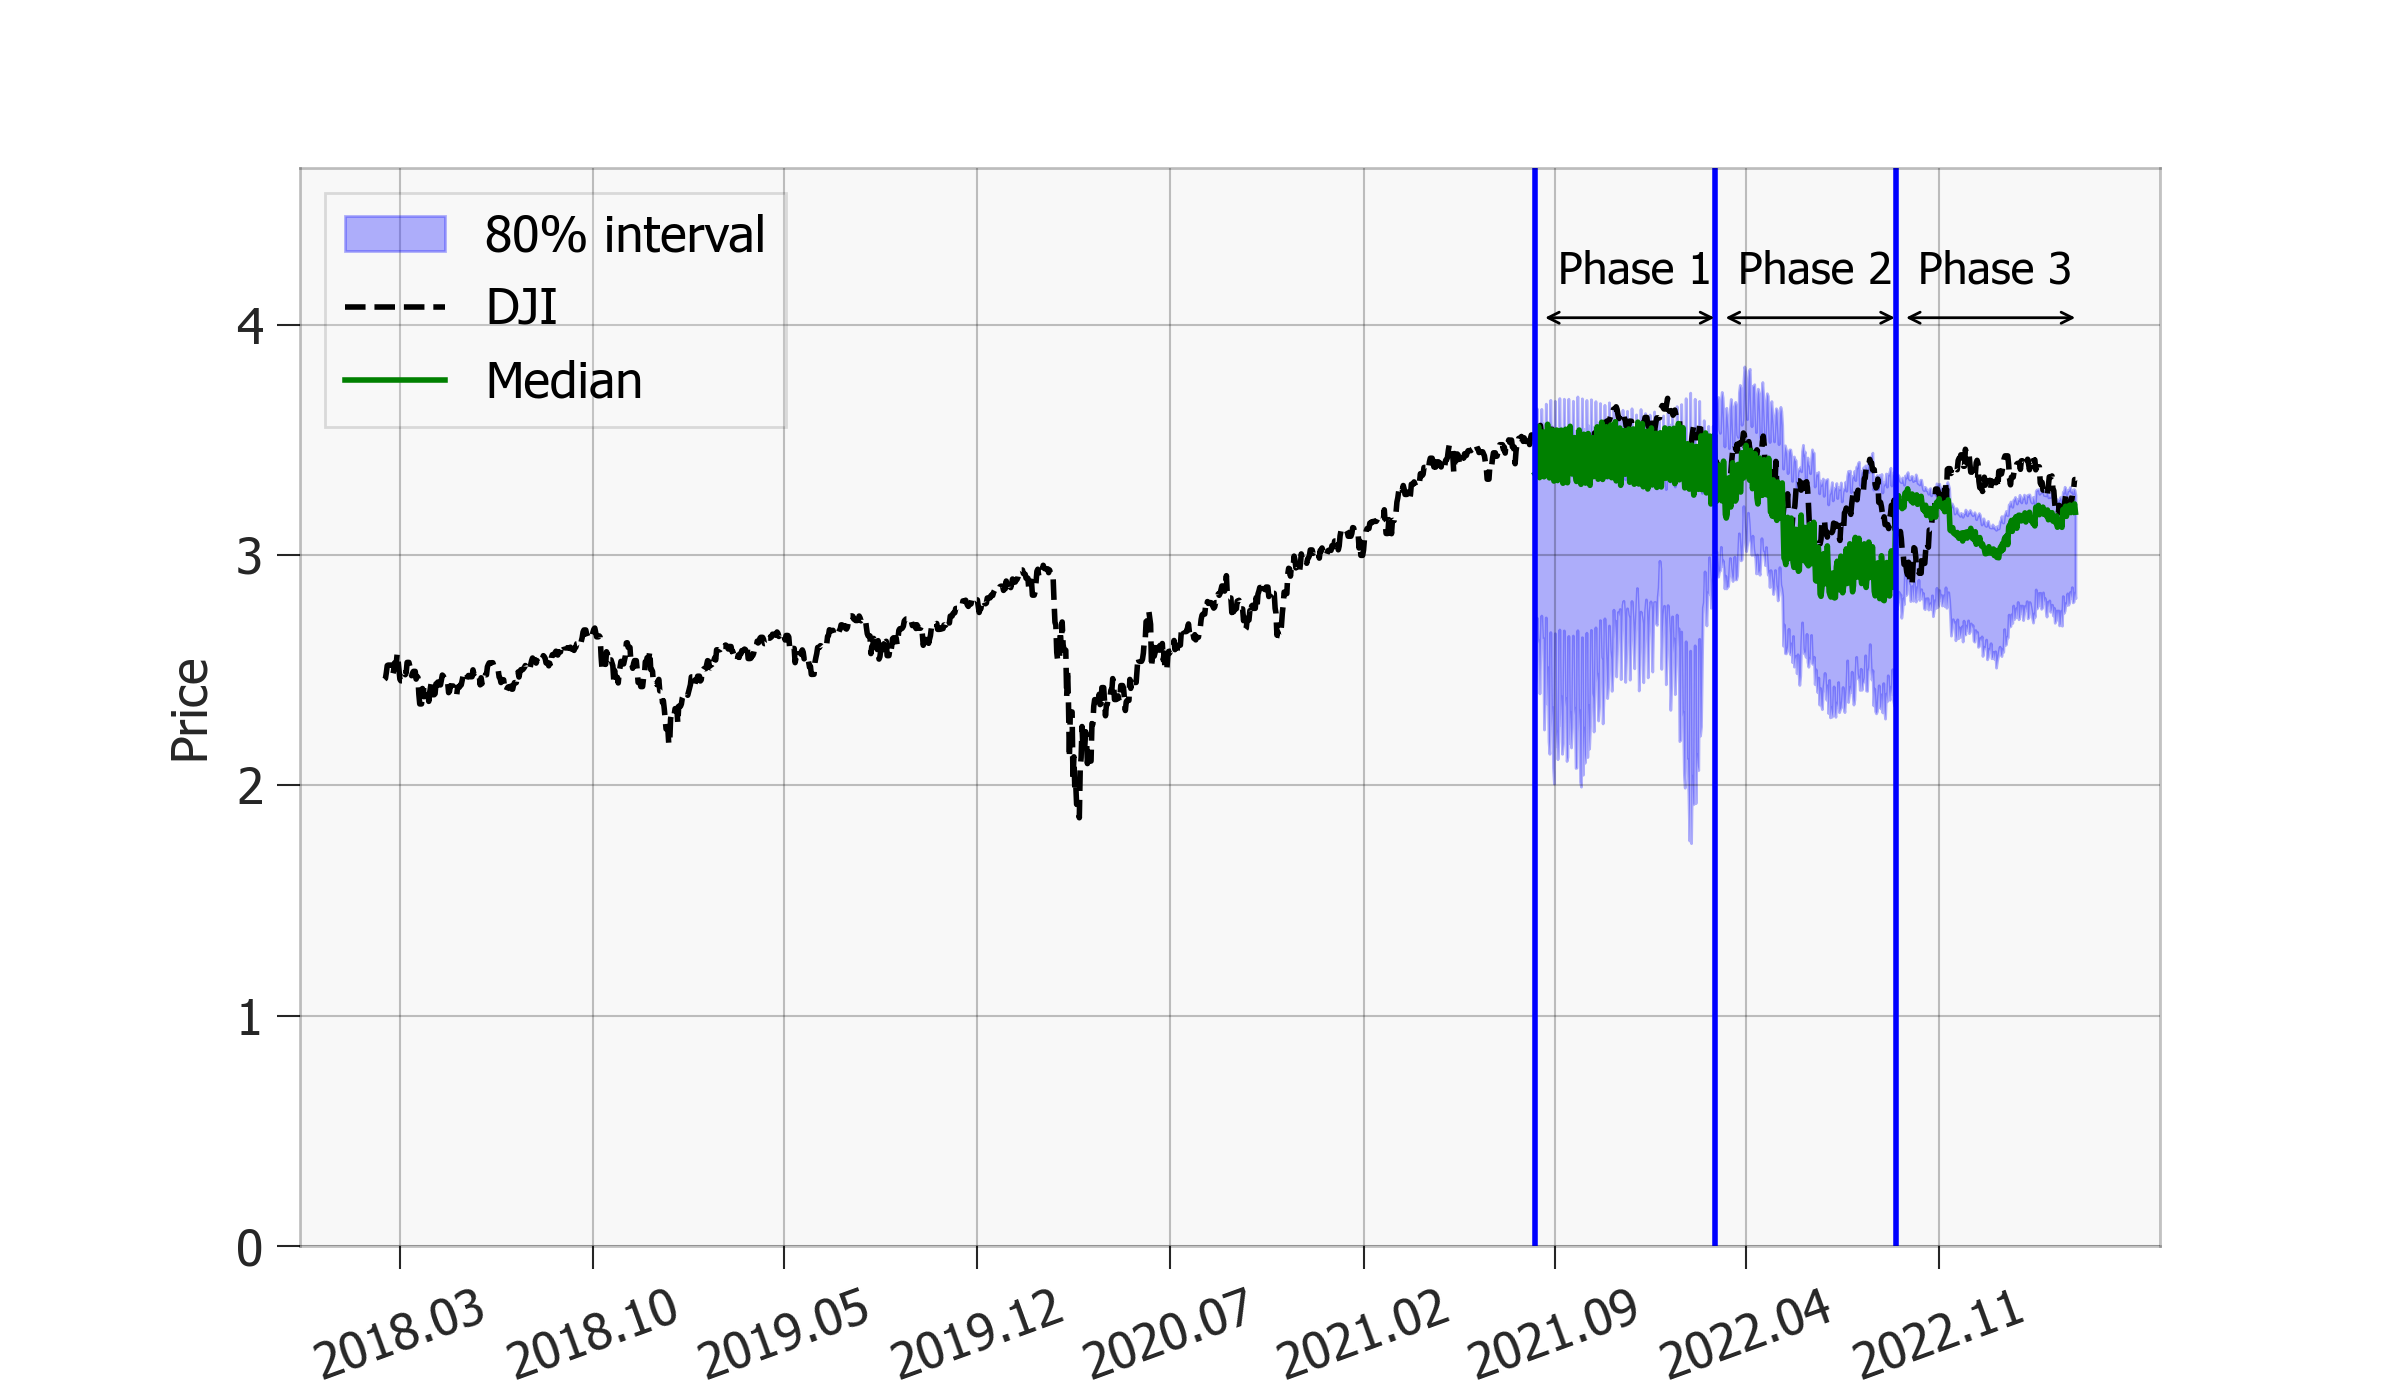 80% interval
DJI
Median
Phase 1
Phase 2
Phase 3
Price
4
3
2
1
0
2018.03
2018.10
2019.05
2019.12
2020.07
2021.02
2021.09
2022.04
2022.11